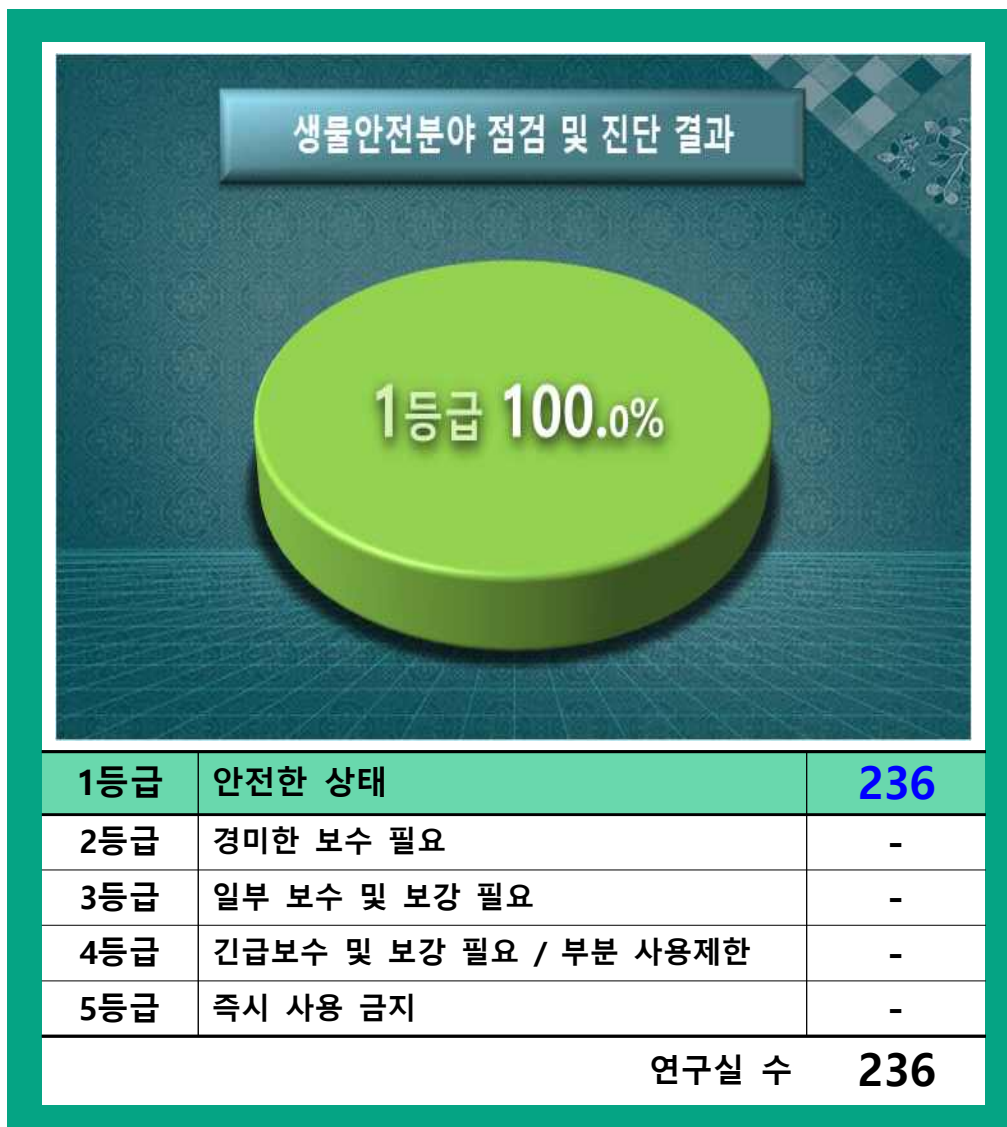 생물안전분야 점검 및 진단 결과
1등급 100.0%
1등급 안전한 상태 236
2등급 경미한 보수 필요 -
3등급 일부 보수 및 보강 필요 -
4등급 긴급보수 및 보강 필요 / 부분 사용제한 -
5등급 즉시 사용 금지 -
연구실 수 236